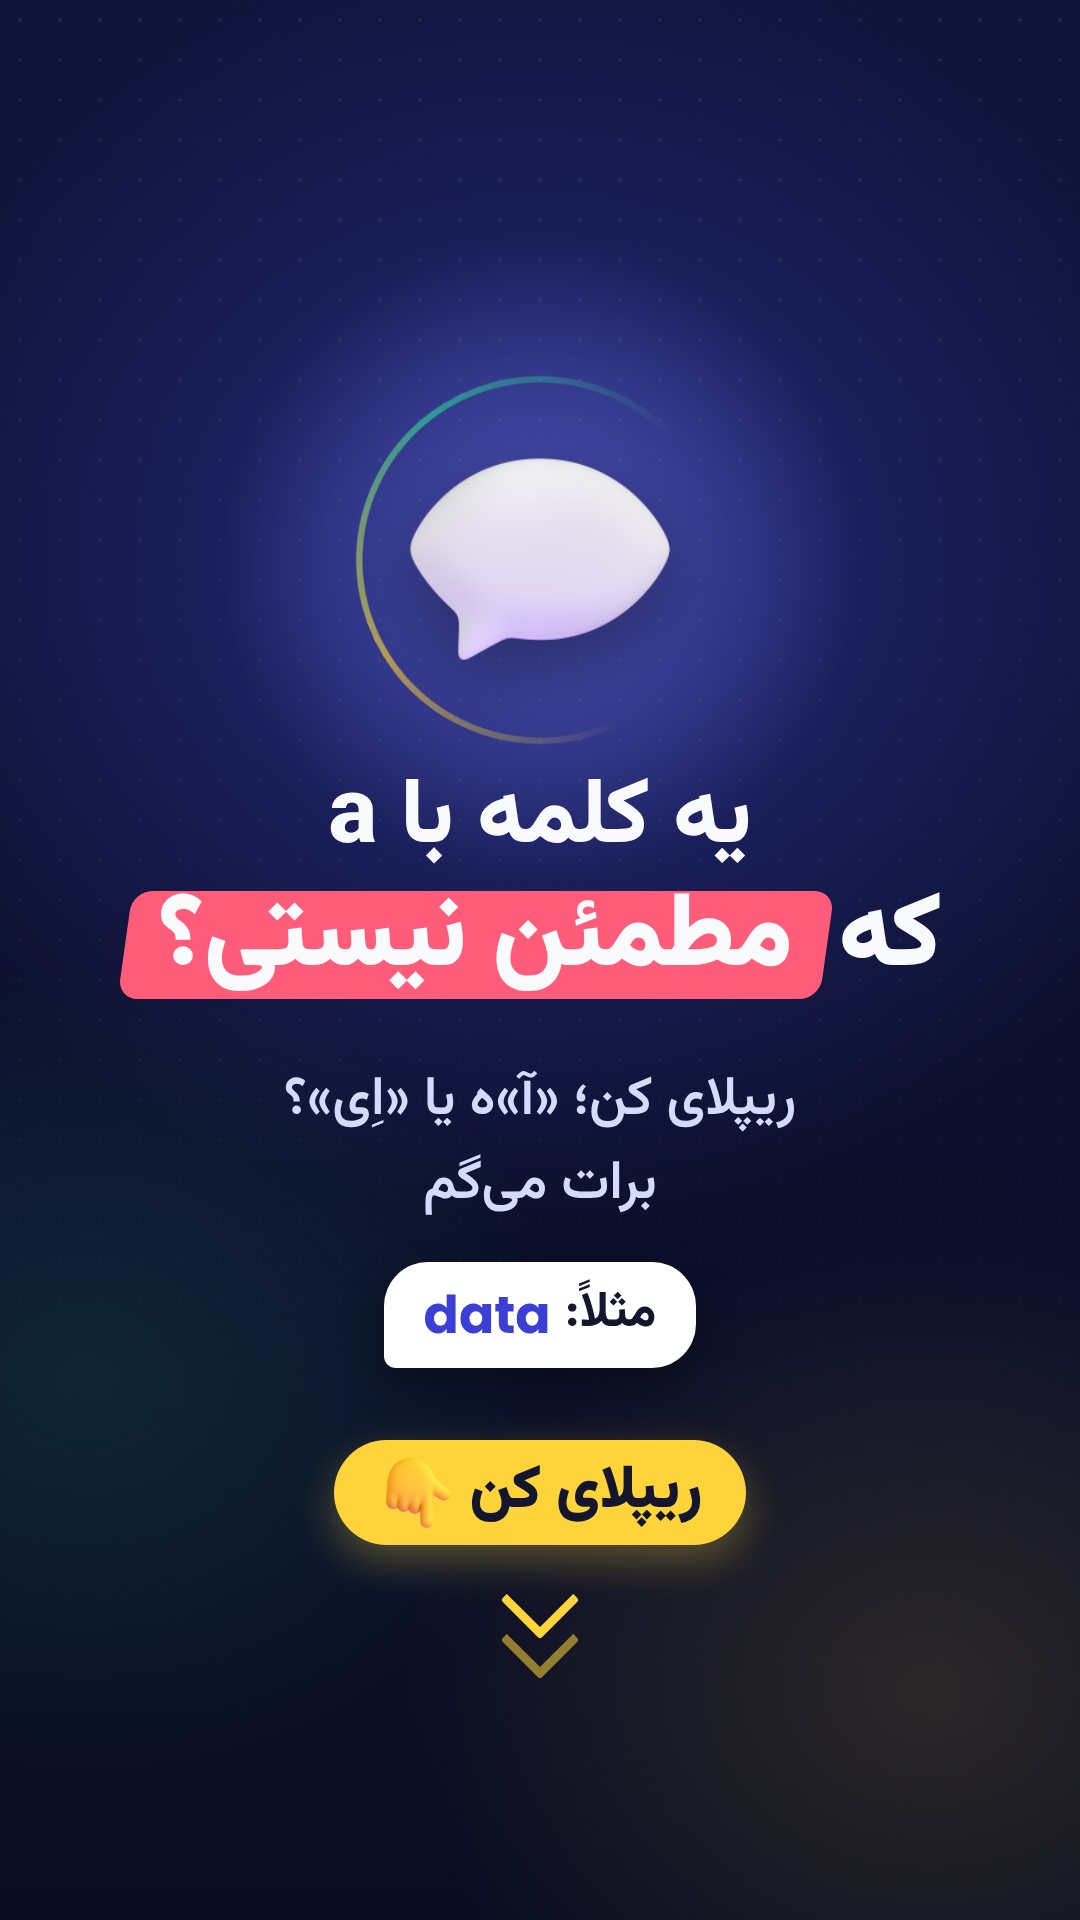 یه کلمه با a
که مطمئن نیستی؟
ریپلای کن؛ «آ»ه یا «اِی»؟
برات می‌گم
مثلاً: data
ریپلای کن 👇